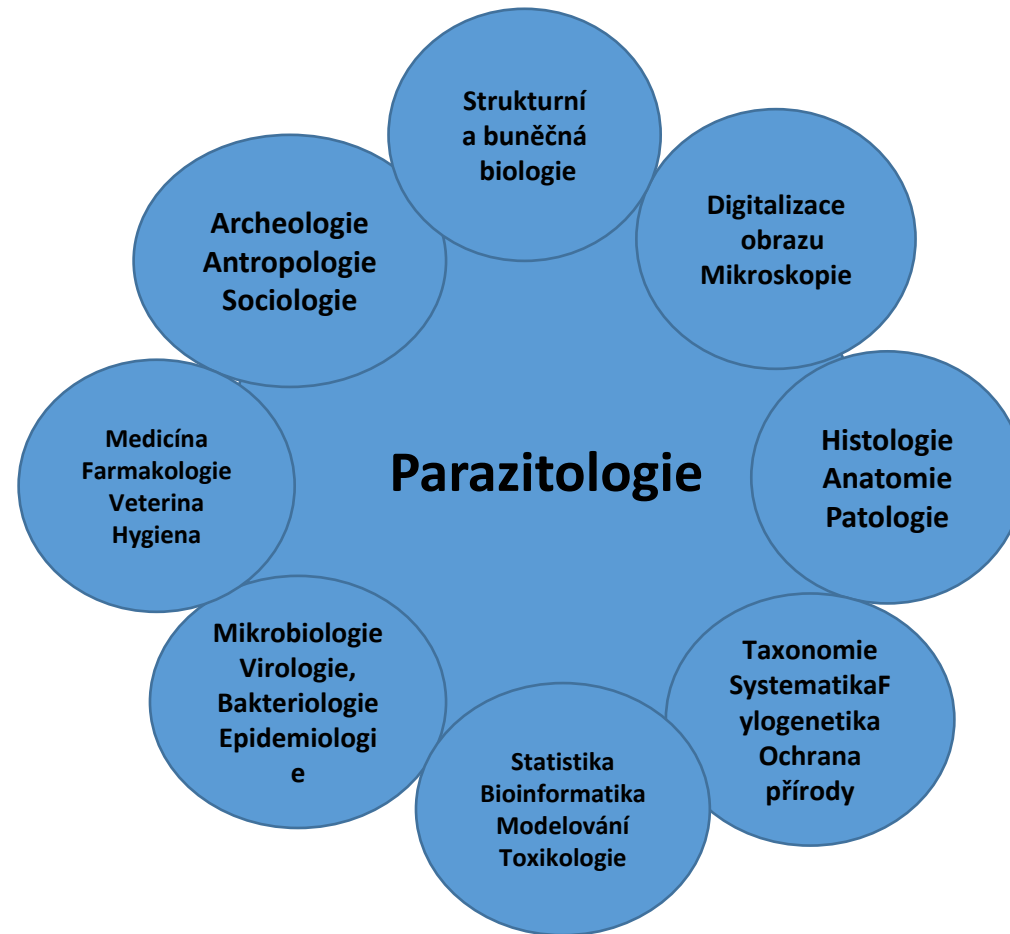 Strukturní
a buněčná
biologie
Digitalizace
obrazu
Mikroskopie
Archeologie
Antropologie
Sociologie
Histologie
Anatomie
Patologie
Parazitologie
Medicína
Farmakologie
Veterina
Hygiena
Mikrobiologie
Virologie,
Bakteriologie
Epidemiologi
e
Taxonomie
SystematikaF
ylogenetika
Ochrana
přírody
Statistika
Bioinformatika
Modelování
Toxikologie